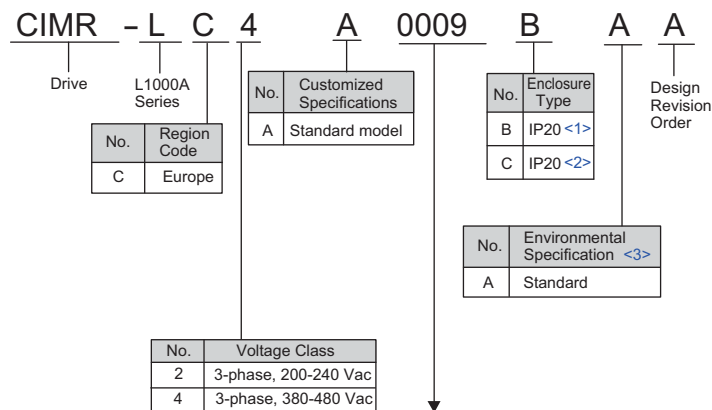 CIMR - L C 4 A 0009 B A A
Drive
L1000A
Series
Design
Revision
Order
No. Region
Code
C Europe
No. Customized
Specifications
A Standard model
No. Enclosure
Type
B IP20 <1>
C IP20 <2>
No. Environmental
Specification <3>
A Standard
No. Voltage Class
2 3-phase, 200-240 Vac
4 3-phase, 380-480 Vac